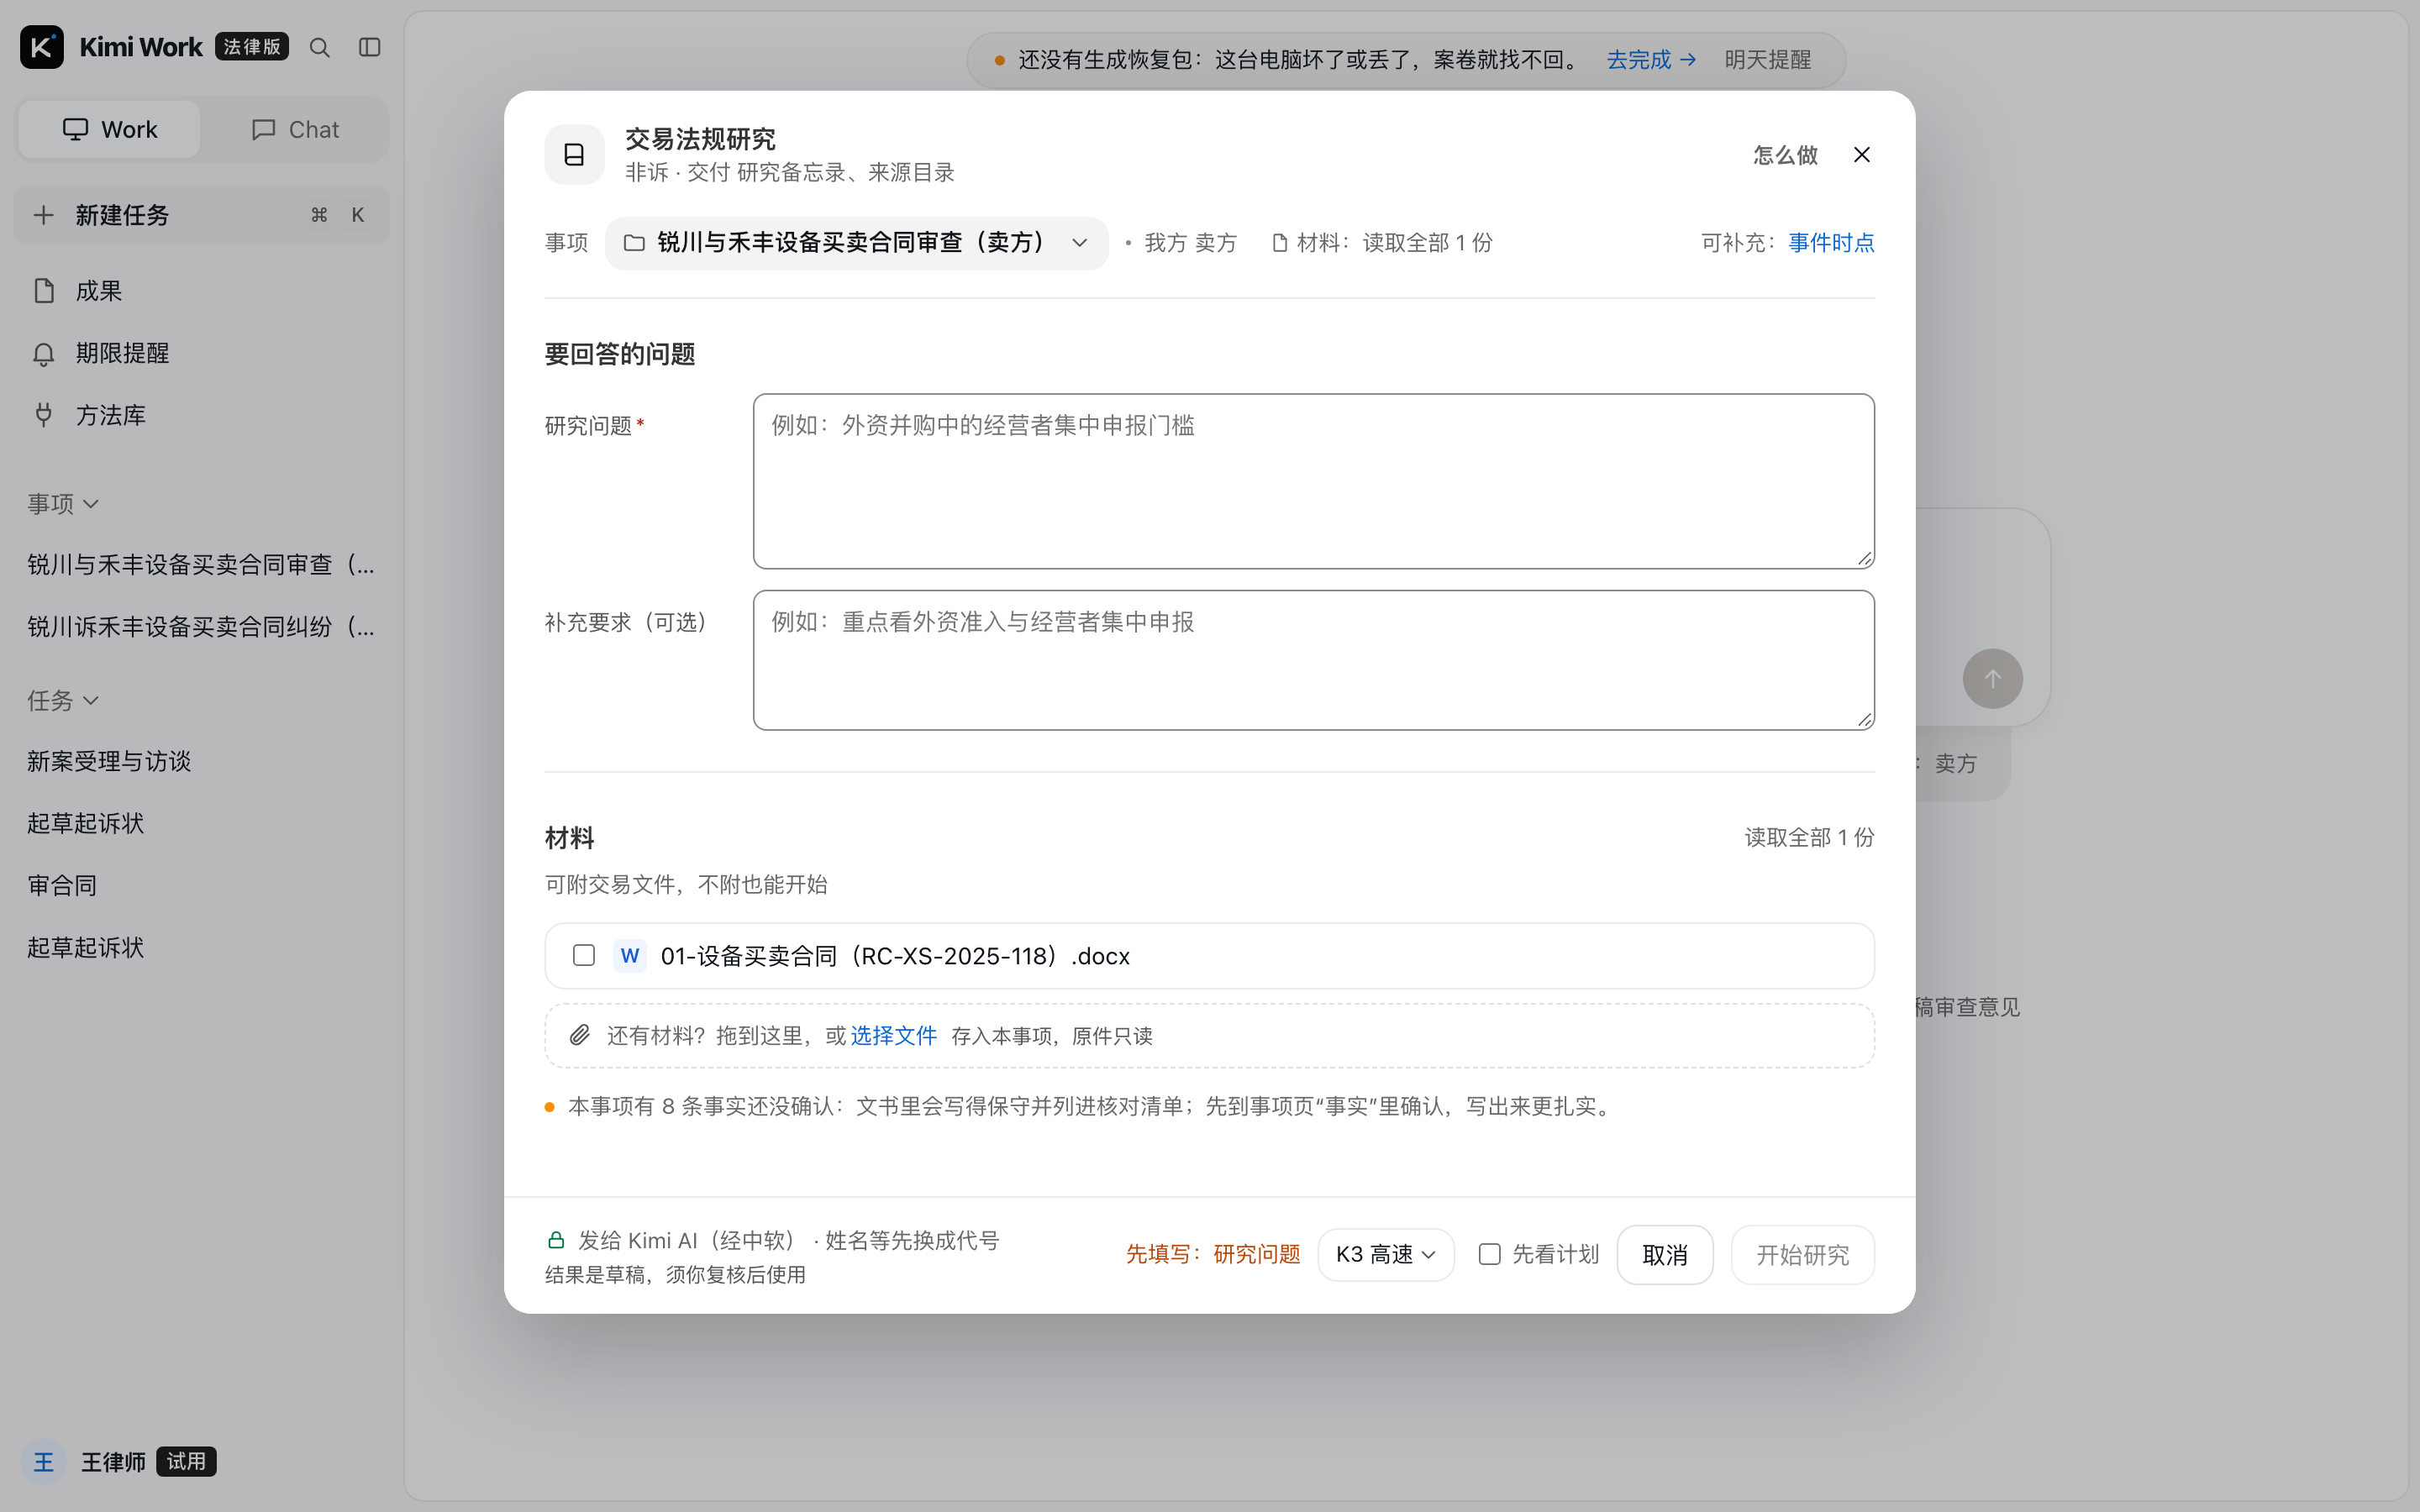 Kimi Work 法律版
Work
Chat
新建任务 ⌘ K
成果
期限提醒
方法库
事项
锐川与禾丰设备买卖合同审查（...
锐川诉禾丰设备买卖合同纠纷（...
任务
新案受理与访谈
起草起诉状
审合同
起草起诉状
王 王律师 试用
还没有生成恢复包：这台电脑坏了或丢了，案卷就找不回。 去完成 → 明天提醒
交易法规研究
非诉 · 交付 研究备忘录、来源目录
怎么做
事项 锐川与禾丰设备买卖合同审查（卖方） • 我方 卖方 材料：读取全部 1 份 可补充：事件时点
要回答的问题
研究问题*
例如：外资并购中的经营者集中申报门槛
补充要求（可选）
例如：重点看外资准入与经营者集中申报
材料
读取全部 1 份
可附交易文件，不附也能开始
W 01-设备买卖合同（RC-XS-2025-118）.docx
还有材料？拖到这里，或选择文件 存入本事项，原件只读
本事项有 8 条事实还没确认：文书里会写得保守并列进核对清单；先到事项页“事实”里确认，写出来更扎实。
发给 Kimi AI（经中软） · 姓名等先换成代号
结果是草稿，须你复核后使用
先填写：研究问题
K3 高速
先看计划
取消
开始研究
：卖方
稿审查意见